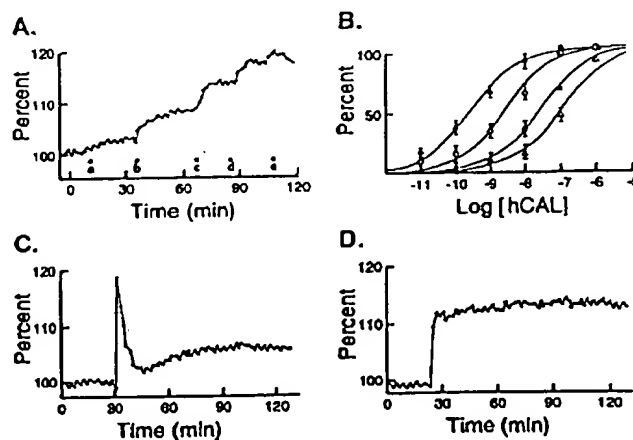 A.
120
110
100
Percent
a b c d e
0 30 60 90 120
Time (min)
B.
100
50
Percent
-11 -10 -9 -8 -7 -6
Log [hCAL]
C.
120
110
100
Percent
0 30 60 90 120
Time (min)
D.
120
110
100
Percent
0 30 60 90 120
Time (min)